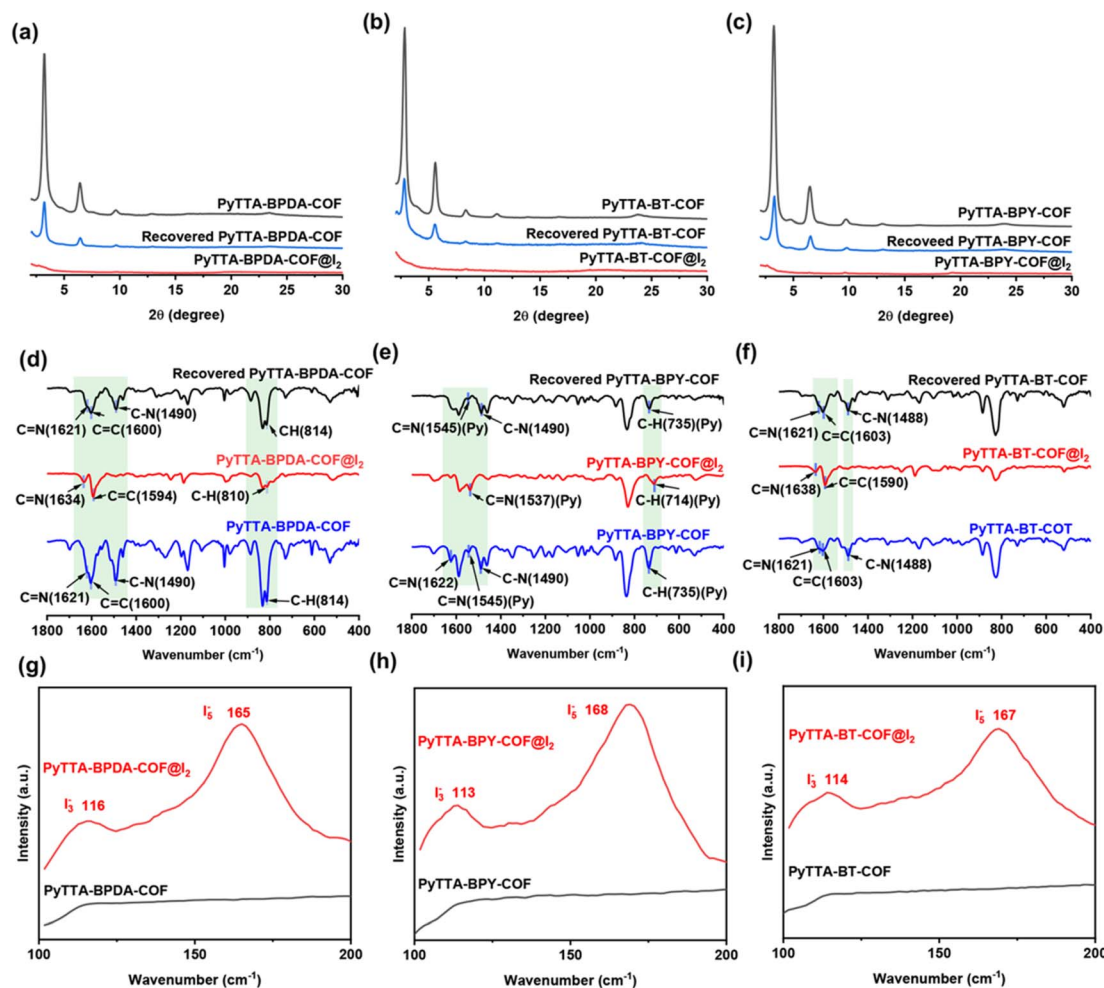 (a)
PyTTA-BPDA-COF
Recovered PyTTA-BPDA-COF
PyTTA-BPDA-COF@I₂
5 10 15 20 25 30
2θ (degree)
(b)
PyTTA-BT-COF
Recovered PyTTA-BT-COF
PyTTA-BT-COF@I₂
5 10 15 20 25 30
2θ (degree)
(c)
PyTTA-BPY-COF
Recoveed PyTTA-BPY-COF
PyTTA-BPY-COF@I₂
5 10 15 20 25 30
2θ (degree)
(d)
Recovered PyTTA-BPDA-COF
C-N(1490)
C=N(1621)
C=C(1600)
CH(814)
PyTTA-BPDA-COF@I₂
C=N(1634)
C=C(1594)
C-H(810)
PyTTA-BPDA-COF
C=N(1621)
C=C(1600)
C-N(1490)
C-H(814)
1800 1600 1400 1200 1000 800 600 400
Wavenumber (cm⁻¹)
(e)
Recovered PyTTA-BPY-COF
C=N(1545)(Py)
C-N(1490)
C-H(735)(Py)
PyTTA-BPY-COF@I₂
C=N(1537)(Py)
C-H(714)(Py)
PyTTA-BPY-COF
C=N(1622)
C-N(1490)
C=N(1545)(Py)
C-H(735)(Py)
1800 1600 1400 1200 1000 800 600 400
Wavenumber (cm⁻¹)
(f)
Recovered PyTTA-BT-COF
C-N(1488)
C=N(1621)
C=C(1603)
PyTTA-BT-COF@I₂
C=N(1638)
C=C(1590)
PyTTA-BT-COT
C=N(1621)
C=C(1603)
C-N(1488)
1800 1600 1400 1200 1000 800 600 400
Wavenumber (cm⁻¹)
(g)
I₅⁻ 165
PyTTA-BPDA-COF@I₂
I₃⁻ 116
PyTTA-BPDA-COF
Intensity (a.u.)
100 150 200
Wavenumber (cm⁻¹)
(h)
I₅⁻ 168
PyTTA-BPY-COF@I₂
I₃⁻ 113
PyTTA-BPY-COF
Intensity (a.u.)
100 150 200
Wavenumber (cm⁻¹)
(i)
I₅⁻ 167
PyTTA-BT-COF@I₂
I₃⁻ 114
PyTTA-BT-COF
Intensity (a.u.)
100 150 200
Wavenumber (cm⁻¹)